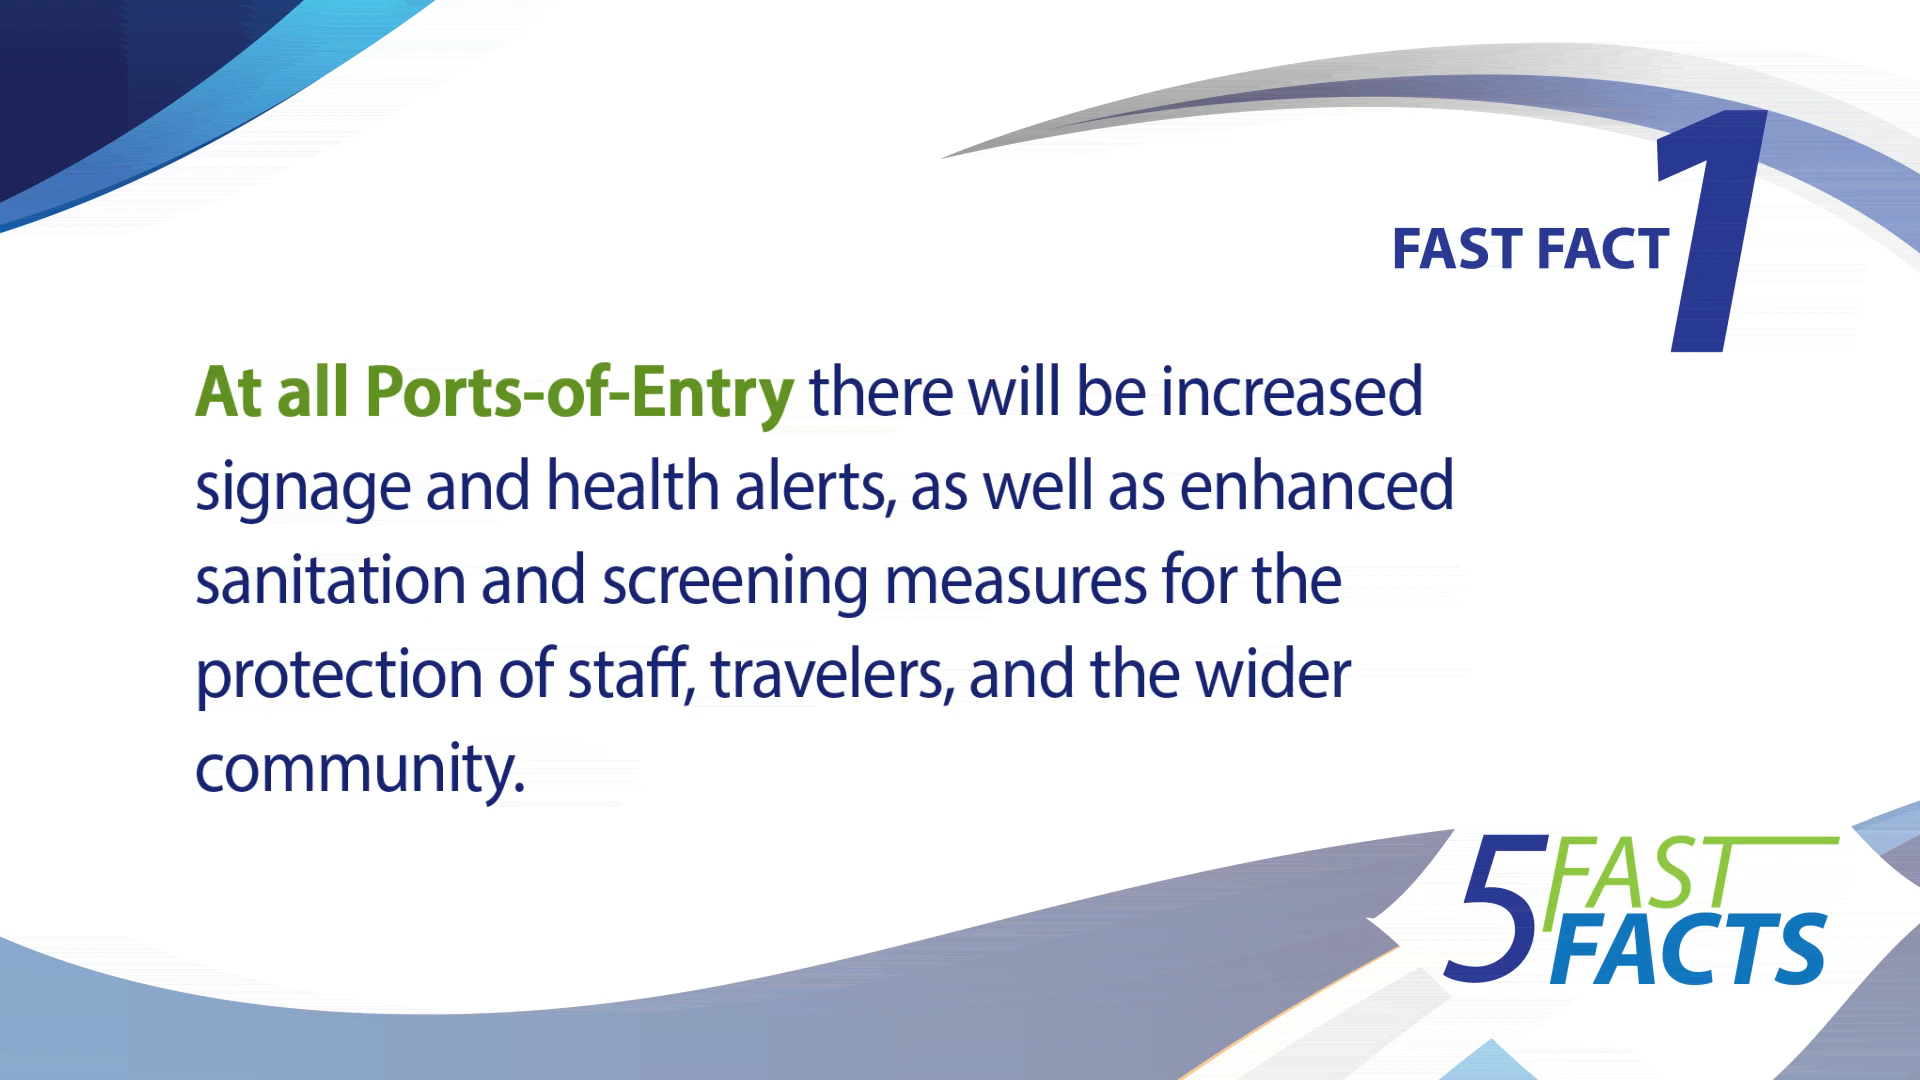 FAST FACT 1
At all Ports-of-Entry there will be increased
signage and health alerts, as well as enhanced
sanitation and screening measures for the
protection of staff, travelers, and the wider
community.
5 FAST
FACTS